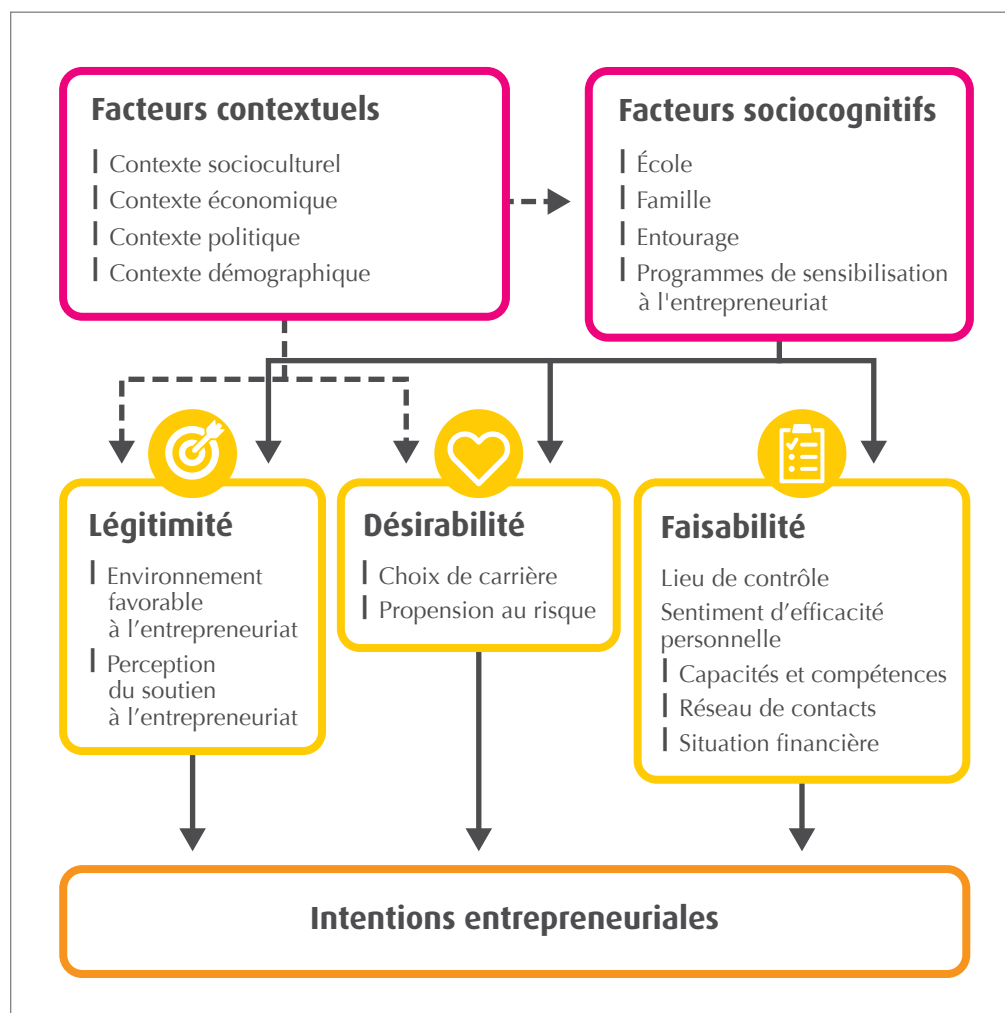 Facteurs contextuels
Contexte socioculturel
Contexte économique
Contexte politique
Contexte démographique
Facteurs sociocognitifs
École
Famille
Entourage
Programmes de sensibilisation
à l'entrepreneuriat
Légitimité
Environnement
favorable
à l’entrepreneuriat
Perception
du soutien
à l’entrepreneuriat
Désirabilité
Choix de carrière
Propension au risque
Faisabilité
Lieu de contrôle
Sentiment d’efficacité
personnelle
Capacités et compétences
Réseau de contacts
Situation financière
Intentions entrepreneuriales